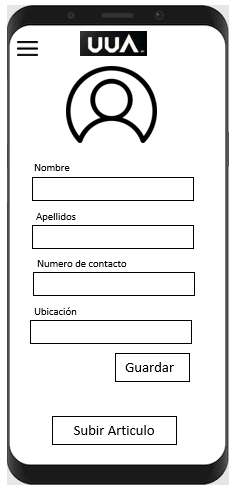 UUA
Nombre
Apellidos
Numero de contacto
Ubicación
Guardar
Subir Articulo